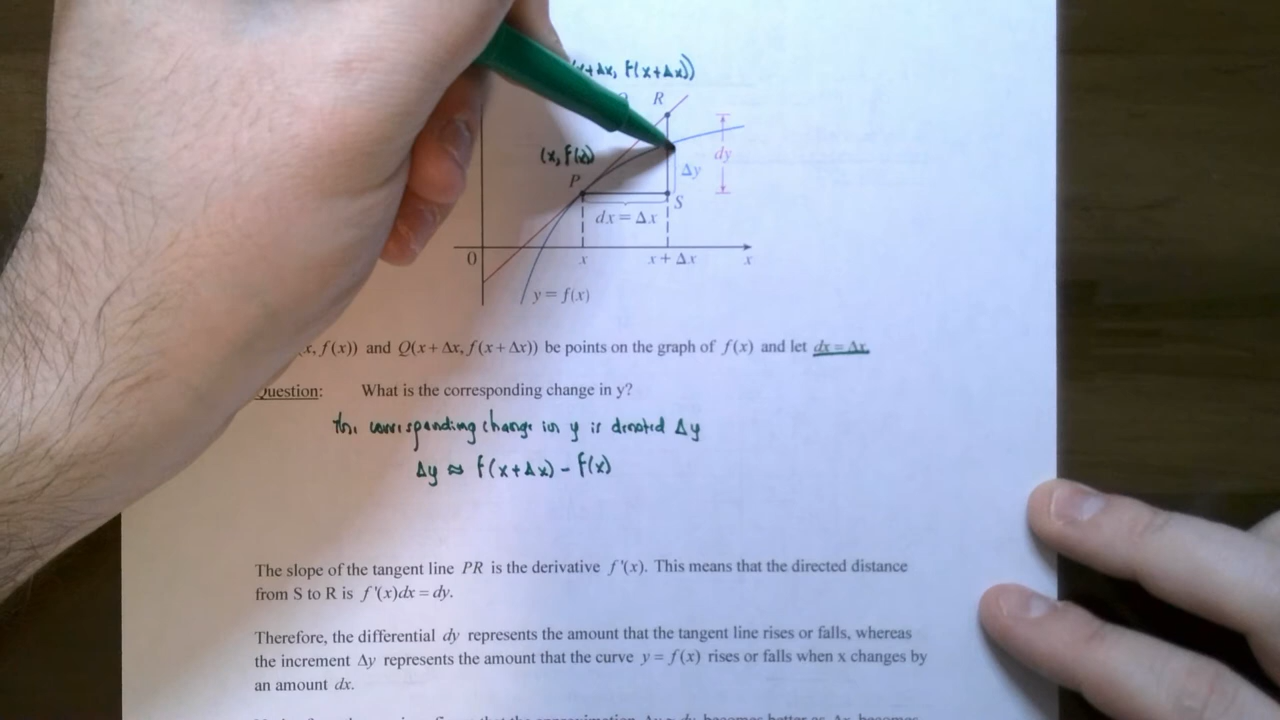 +Δx, f(x+Δx))
R
(x, f(x))
dy
Δy
P
S
dx = Δx
0
x
x + Δx
x
y = f(x)
x, f(x)) and Q(x + Δx, f(x + Δx)) be points on the graph of f(x) and let dx = Δx.
Question: What is the corresponding change in y?
The corresponding change in y is denoted Δy
Δy ≈ f(x+Δx) - f(x)
The slope of the tangent line PR is the derivative f'(x). This means that the directed distance
from S to R is f'(x)dx = dy.
Therefore, the differential dy represents the amount that the tangent line rises or falls, whereas
the increment Δy represents the amount that the curve y = f(x) rises or falls when x changes by
an amount dx.